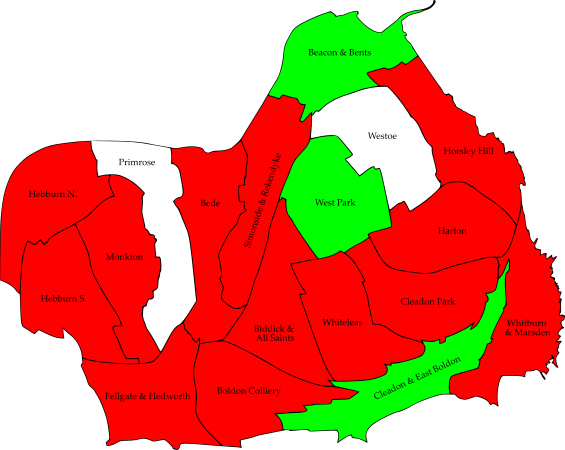 Beacon & Bents
Westoe
Horsley Hill
Primrose
Simonside & Rekendyke
Hebburn N.
Bede
West Park
Harton
Monkton
Hebburn S.
Cleadon Park
Biddick &
All Saints
Whiteleas
Whitburn
& Marsden
Cleadon & East Boldon
Boldon Colliery
Fellgate & Hedworth